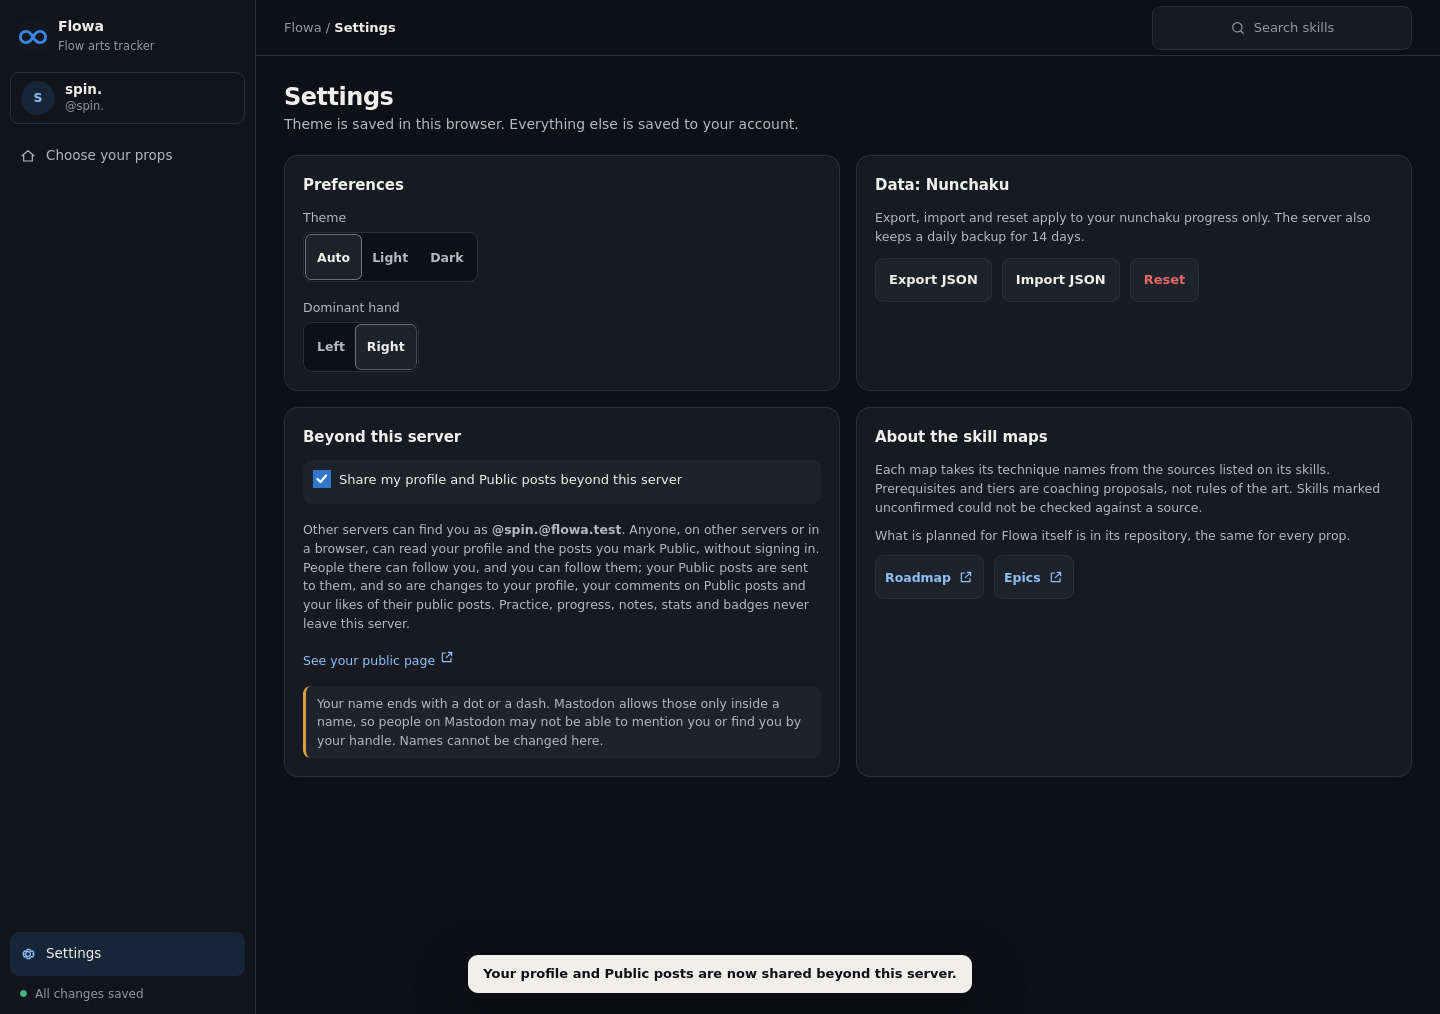 Flowa
Flow arts tracker
S
spin.
@spin.
Choose your props
Settings
All changes saved
Flowa / Settings
Search skills
Settings
Theme is saved in this browser. Everything else is saved to your account.
Preferences
Theme
Auto
Light
Dark
Dominant hand
Left
Right
Data: Nunchaku
Export, import and reset apply to your nunchaku progress only. The server also
keeps a daily backup for 14 days.
Export JSON
Import JSON
Reset
Beyond this server
Share my profile and Public posts beyond this server
Other servers can find you as @spin.@flowa.test. Anyone, on other servers or in
a browser, can read your profile and the posts you mark Public, without signing in.
People there can follow you, and you can follow them; your Public posts are sent
to them, and so are changes to your profile, your comments on Public posts and
your likes of their public posts. Practice, progress, notes, stats and badges never
leave this server.
See your public page
Your name ends with a dot or a dash. Mastodon allows those only inside a
name, so people on Mastodon may not be able to mention you or find you by
your handle. Names cannot be changed here.
About the skill maps
Each map takes its technique names from the sources listed on its skills.
Prerequisites and tiers are coaching proposals, not rules of the art. Skills marked
unconfirmed could not be checked against a source.
What is planned for Flowa itself is in its repository, the same for every prop.
Roadmap
Epics
Your profile and Public posts are now shared beyond this server.